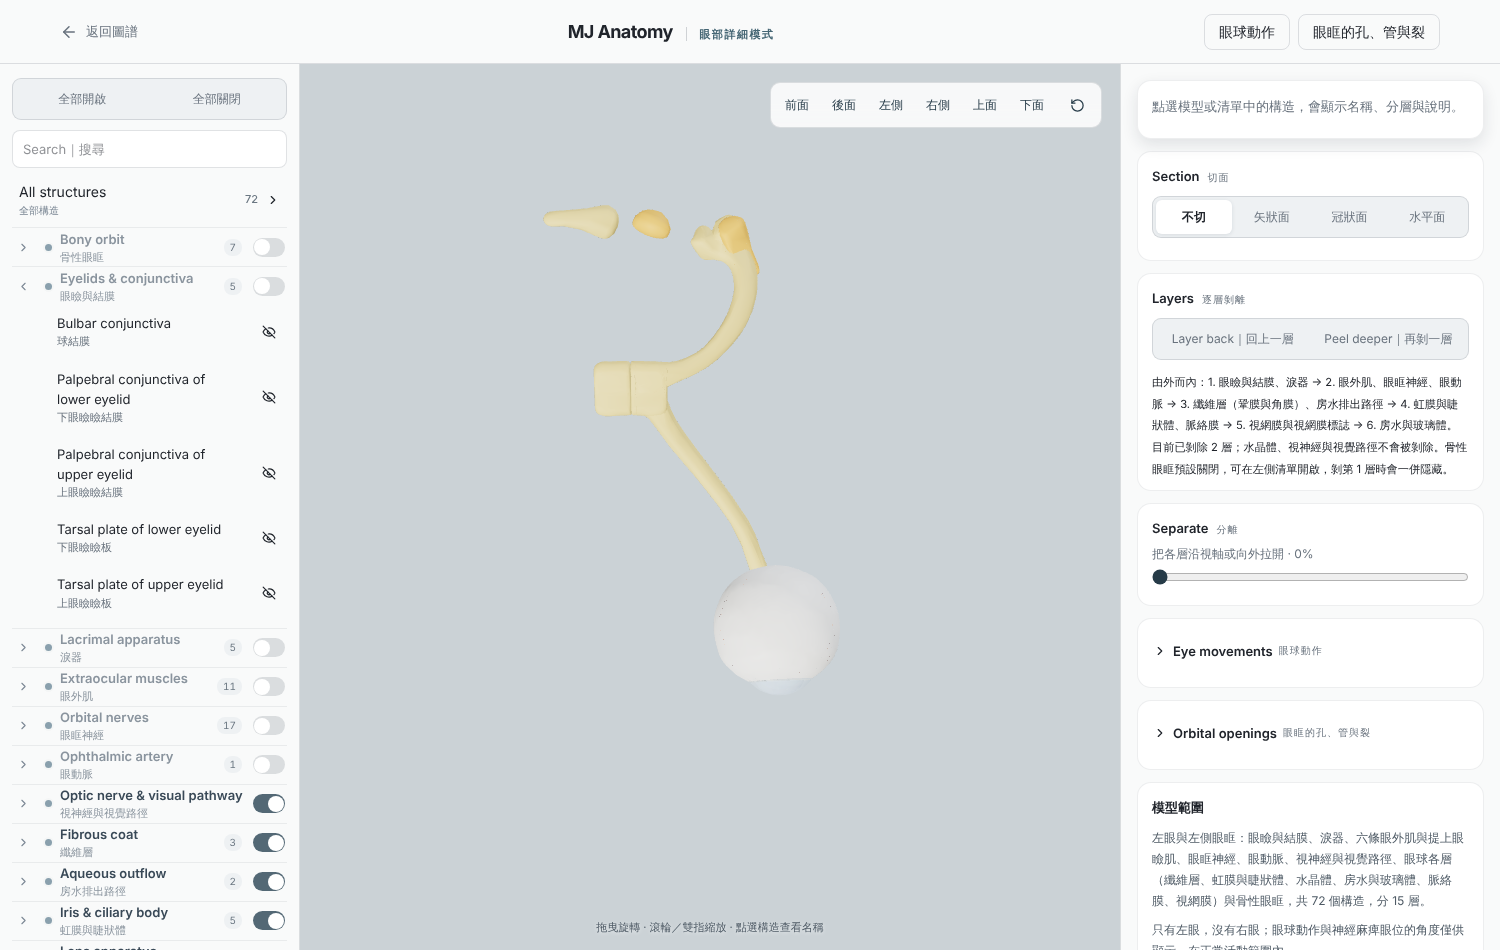 返回圖譜
MJ Anatomy
眼部詳細模式
眼球動作
眼眶的孔、管與裂
全部開啟
全部關閉
Search｜搜尋
All structures
全部構造
72
Bony orbit
骨性眼眶
7
Eyelids & conjunctiva
眼瞼與結膜
5
Bulbar conjunctiva
球結膜
Palpebral conjunctiva of
lower eyelid
下眼瞼瞼結膜
Palpebral conjunctiva of
upper eyelid
上眼瞼瞼結膜
Tarsal plate of lower eyelid
下眼瞼瞼板
Tarsal plate of upper eyelid
上眼瞼瞼板
Lacrimal apparatus
淚器
5
Extraocular muscles
眼外肌
11
Orbital nerves
眼眶神經
17
Ophthalmic artery
眼動脈
1
Optic nerve & visual pathway
視神經與視覺路徑
Fibrous coat
纖維層
3
Aqueous outflow
房水排出路徑
2
Iris & ciliary body
虹膜與睫狀體
5
前面
後面
左側
右側
上面
下面
拖曳旋轉 · 滾輪／雙指縮放 · 點選構造查看名稱
點選模型或清單中的構造，會顯示名稱、分層與說明。
Section 切面
不切
矢狀面
冠狀面
水平面
Layers 逐層剝離
Layer back｜回上一層
Peel deeper｜再剝一層
由外而內：1. 眼瞼與結膜、淚器 → 2. 眼外肌、眼眶神經、眼動
脈 → 3. 纖維層（鞏膜與角膜）、房水排出路徑 → 4. 虹膜與睫
狀體、脈絡膜 → 5. 視網膜與視網膜標誌 → 6. 房水與玻璃體。
目前已剝除 2 層；水晶體、視神經與視覺路徑不會被剝除。骨性
眼眶預設關閉，可在左側清單開啟，剝第 1 層時會一併隱藏。
Separate 分離
把各層沿視軸或向外拉開 · 0%
Eye movements 眼球動作
Orbital openings 眼眶的孔、管與裂
模型範圍
左眼與左側眼眶：眼瞼與結膜、淚器、六條眼外肌與提上眼
瞼肌、眼眶神經、眼動脈、視神經與視覺路徑、眼球各層
（纖維層、虹膜與睫狀體、水晶體、房水與玻璃體、脈絡
膜、視網膜）與骨性眼眶，共 72 個構造，分 15 層。
只有左眼，沒有右眼；眼球動作與神經麻痺眼位的角度僅供